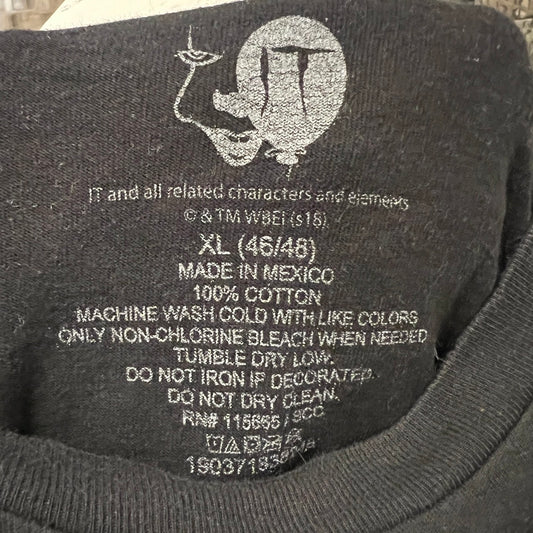 IT
IT and all related characters and elements
© & TM WBEI (s18)
XL (46/48)
MADE IN MEXICO
100% COTTON
MACHINE WASH COLD WITH LIKE COLORS
ONLY NON-CHLORINE BLEACH WHEN NEEDED
TUMBLE DRY LOW.
DO NOT IRON IF DECORATED.
DO NOT DRY CLEAN.
RN# 115665 / SCC